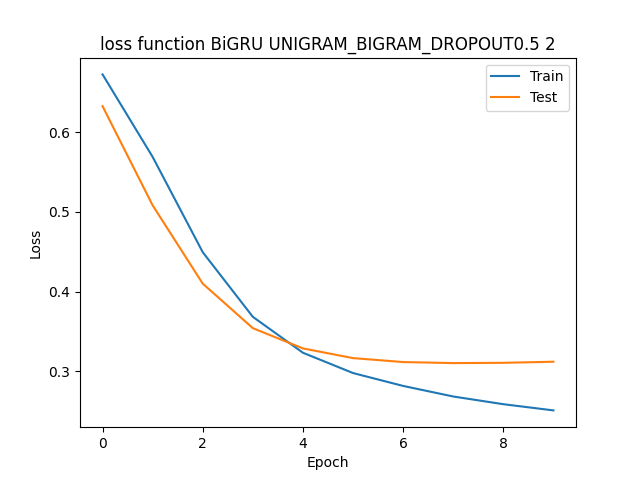 loss function BiGRU UNIGRAM_BIGRAM_DROPOUT0.5 2
Train
Test
Loss
0.6
0.5
0.4
0.3
0 2 4 6 8
Epoch